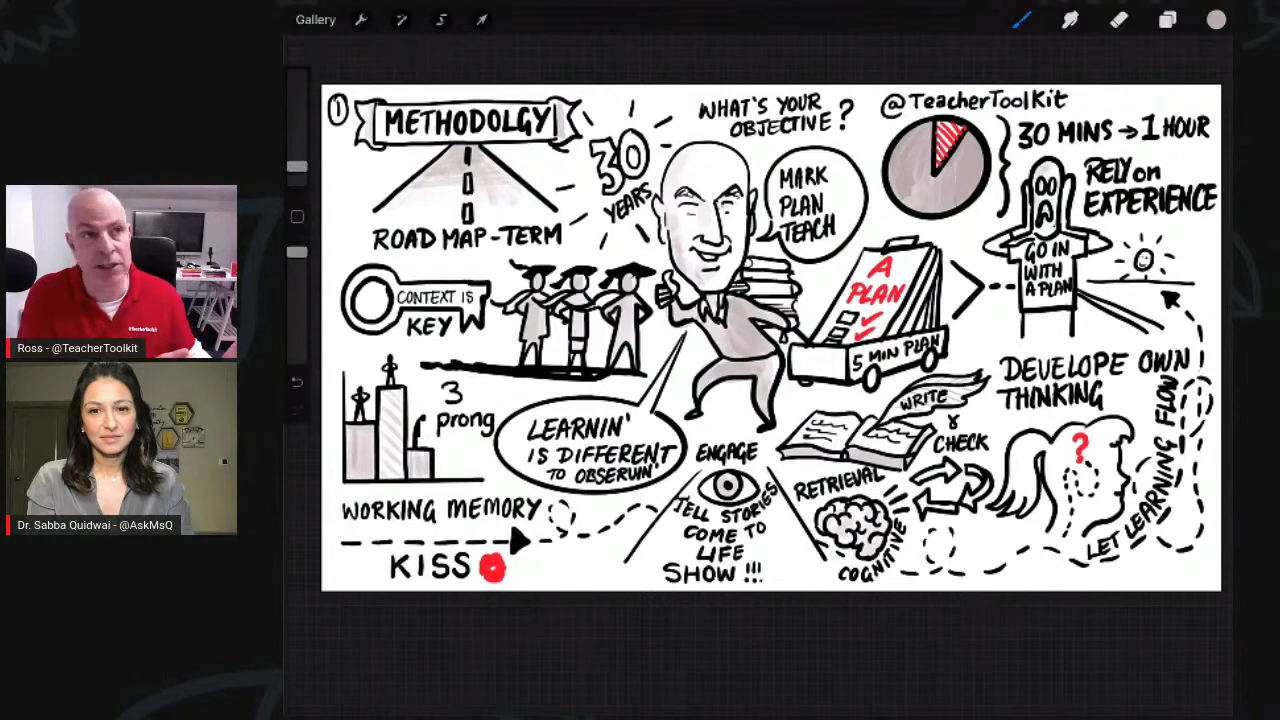 Gallery
①
METHODOLGY
ROAD MAP-TERM
30
YEARS
WHAT'S YOUR
OBJECTIVE?
@TeacherToolKit
30 MINS → 1 HOUR
RELY on
EXPERIENCE
MARK
PLAN
TEACH
GO IN
WITH
A PLAN
A
PLAN
5 MIN PLAN
CONTEXT IS
KEY
3
prong
LEARNIN'
IS DIFFERENT
TO OBSERUN'
DEVELOPE OWN
THINKING
WRITE
&
CHECK
ENGAGE
TELL STORIES
COME TO
LIFE
SHOW !!!
RETRIEVAL
COGNITIVE
?
LET LEARNING FLOW
WORKING MEMORY
KISS
@TeacherToolkit
Ross - @TeacherToolkit
Dr. Sabba Quidwai - @AskMsQ